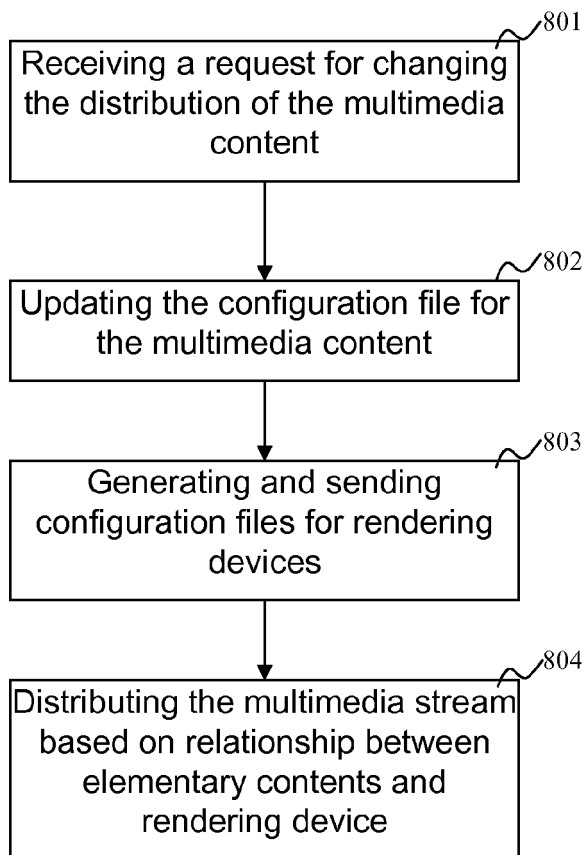 801
Receiving a request for changing
the distribution of the multimedia
content
802
Updating the configuration file for
the multimedia content
803
Generating and sending
configuration files for rendering
devices
804
Distributing the multimedia stream
based on relationship between
elementary contents and
rendering device